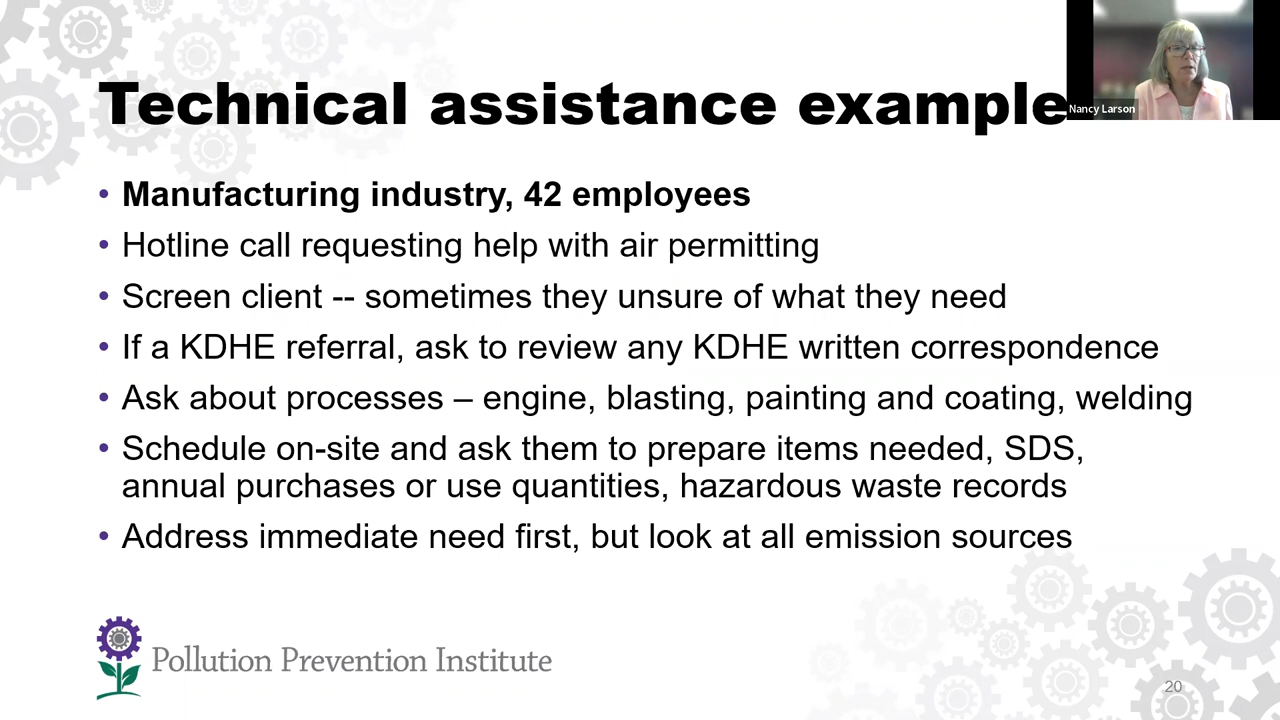 Technical assistance example
Nancy Larson
• Manufacturing industry, 42 employees
• Hotline call requesting help with air permitting
• Screen client -- sometimes they unsure of what they need
• If a KDHE referral, ask to review any KDHE written correspondence
• Ask about processes – engine, blasting, painting and coating, welding
• Schedule on-site and ask them to prepare items needed, SDS,
annual purchases or use quantities, hazardous waste records
• Address immediate need first, but look at all emission sources
Pollution Prevention Institute
20